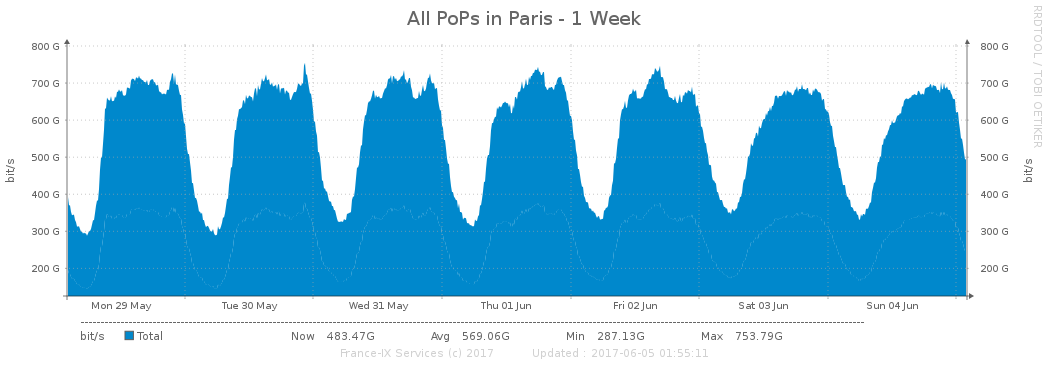 All PoPs in Paris - 1 Week
RRDTOOL / TOBI OETIKER
800 G 800 G
700 G 700 G
600 G 600 G
500 G 500 G
400 G 400 G
300 G 300 G
200 G 200 G
bit/s bit/s
Mon 29 May Tue 30 May Wed 31 May Thu 01 Jun Fri 02 Jun Sat 03 Jun Sun 04 Jun
bit/s Total Now 483.47G Avg 569.06G Min 287.13G Max 753.79G
France-IX Services (c) 2017 Updated : 2017-06-05 01:55:11